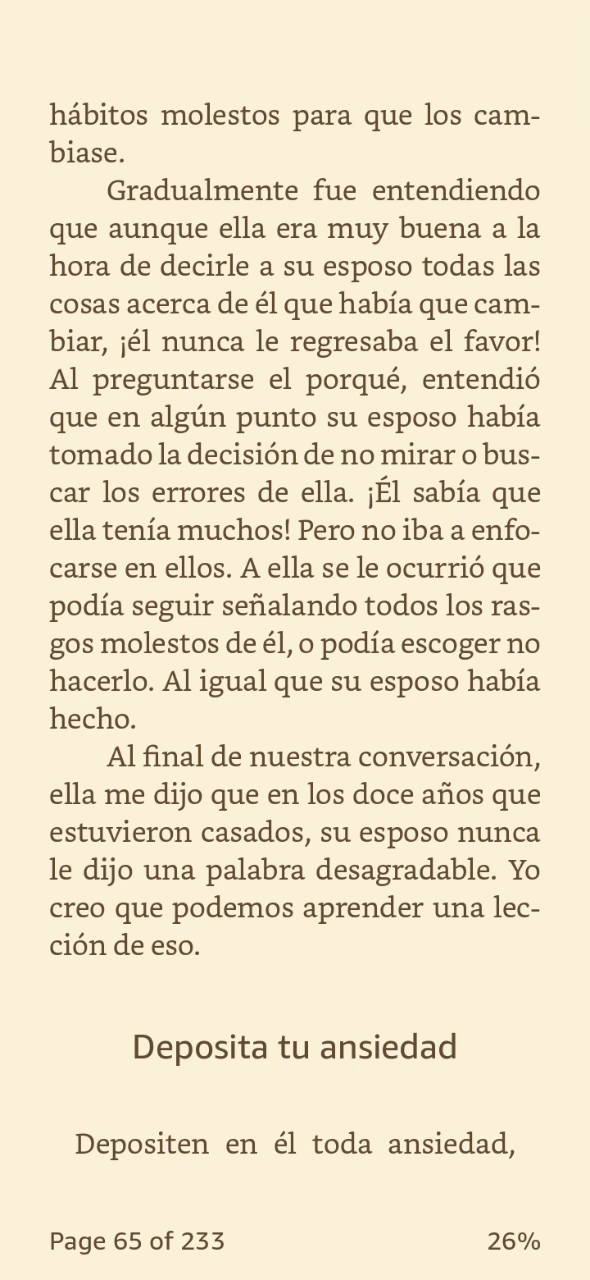 hábitos molestos para que los cam-
biase.
Gradualmente fue entendiendo
que aunque ella era muy buena a la
hora de decirle a su esposo todas las
cosas acerca de él que había que cam-
biar, ¡él nunca le regresaba el favor!
Al preguntarse el porqué, entendió
que en algún punto su esposo había
tomado la decisión de no mirar o bus-
car los errores de ella. ¡Él sabía que
ella tenía muchos! Pero no iba a enfo-
carse en ellos. A ella se le ocurrió que
podía seguir señalando todos los ras-
gos molestos de él, o podía escoger no
hacerlo. Al igual que su esposo había
hecho.
Al final de nuestra conversación,
ella me dijo que en los doce años que
estuvieron casados, su esposo nunca
le dijo una palabra desagradable. Yo
creo que podemos aprender una lec-
ción de eso.
Deposita tu ansiedad
Depositen en él toda ansiedad,
Page 65 of 233 26%